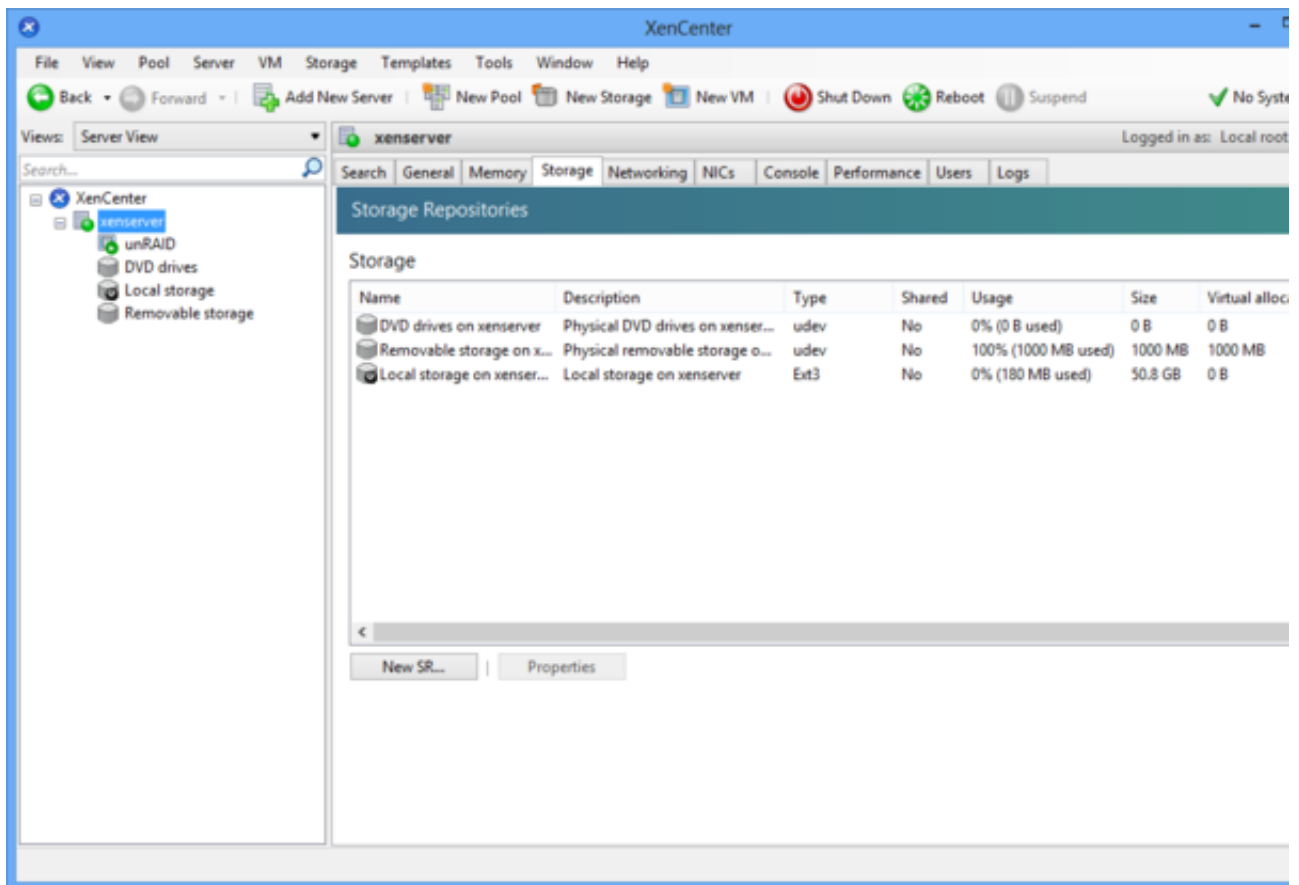 XenCenter
File View Pool Server VM Storage Templates Tools Window Help
Back Forward Add New Server New Pool New Storage New VM Shut Down Reboot Suspend No Syste
Views: Server View
xenserver Logged in as: Local root
Search...
Search General Memory Storage Networking NICs Console Performance Users Logs
XenCenter
xenserver
unRAID
DVD drives
Local storage
Removable storage
Storage Repositories
Storage
Name Description Type Shared Usage Size Virtual alloca
DVD drives on xenserver Physical DVD drives on xenser... udev No 0% (0 B used) 0 B 0 B
Removable storage on x... Physical removable storage o... udev No 100% (1000 MB used) 1000 MB 1000 MB
Local storage on xenser... Local storage on xenserver Ext3 No 0% (180 MB used) 50.8 GB 0 B
New SR... Properties